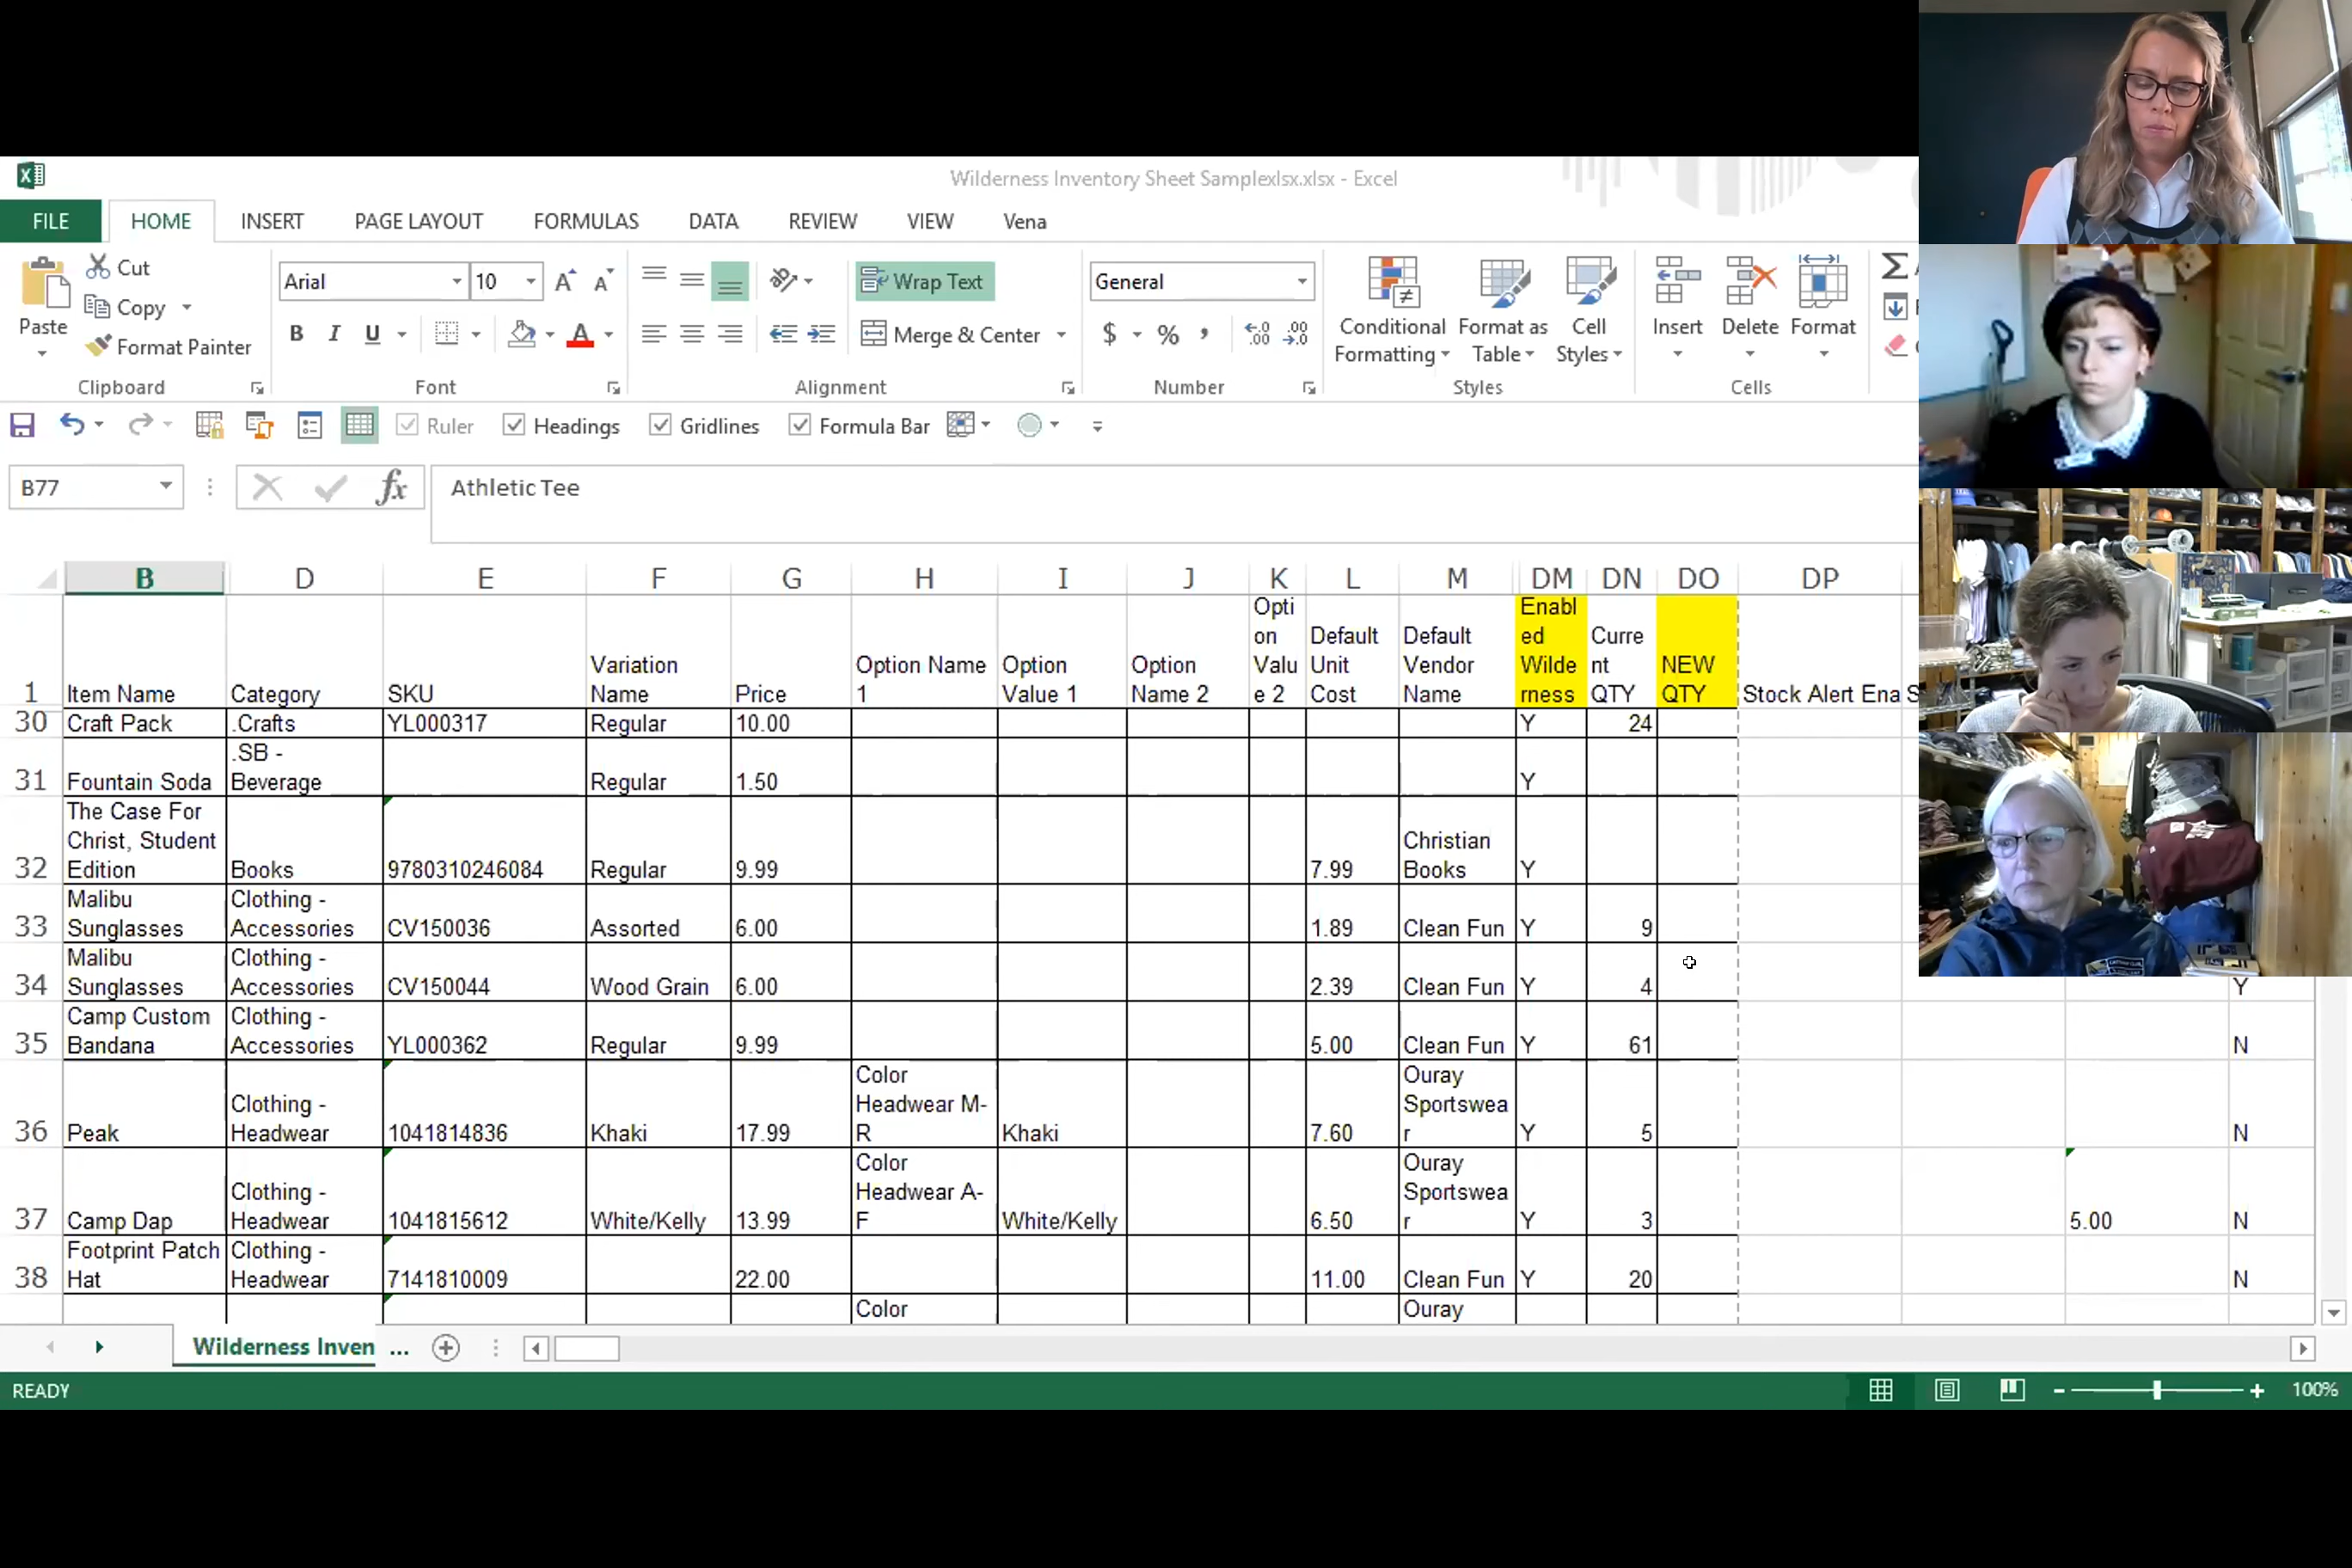 Wilderness Inventory Sheet Samplexlsx.xlsx - Excel
FILE HOME INSERT PAGE LAYOUT FORMULAS DATA REVIEW VIEW Vena
Cut
Copy
Paste
Format Painter
Clipboard
Arial 10
B I U
Font
Wrap Text
Merge & Center
Alignment
General
$ % ,
Number
Conditional Formatting
Format as Table
Cell Styles
Styles
Insert
Delete
Format
Cells
Ruler Headings Gridlines Formula Bar
B77 fx Athletic Tee
B D E F G H I J K L M DM DN DO DP
1 Item Name Category SKU Variation Name Price Option Name 1 Option Value 1 Option Name 2 Option Value 2 Default Unit Cost Default Vendor Name Enabled Wilderness Current QTY NEW QTY Stock Alert Ena S
30 Craft Pack .Crafts YL000317 Regular 10.00 Y 24
31 Fountain Soda .SB - Beverage Regular 1.50 Y
32 The Case For Christ, Student Edition Books 9780310246084 Regular 9.99 7.99 Christian Books Y
33 Malibu Sunglasses Clothing - Accessories CV150036 Assorted 6.00 1.89 Clean Fun Y 9
34 Malibu Sunglasses Clothing - Accessories CV150044 Wood Grain 6.00 2.39 Clean Fun Y 4 Y
35 Camp Custom Bandana Clothing - Accessories YL000362 Regular 9.99 5.00 Clean Fun Y 61 N
36 Peak Clothing - Headwear 1041814836 Khaki 17.99 Color Headwear M-R Khaki 7.60 Ouray Sportswear Y 5 N
37 Camp Dap Clothing - Headwear 1041815612 White/Kelly 13.99 Color Headwear A-F White/Kelly 6.50 Ouray Sportswear Y 3 5.00 N
38 Footprint Patch Hat Clothing - Headwear 7141810009 22.00 11.00 Clean Fun Y 20 N
Color Ouray
Wilderness Inven ...
READY 100%